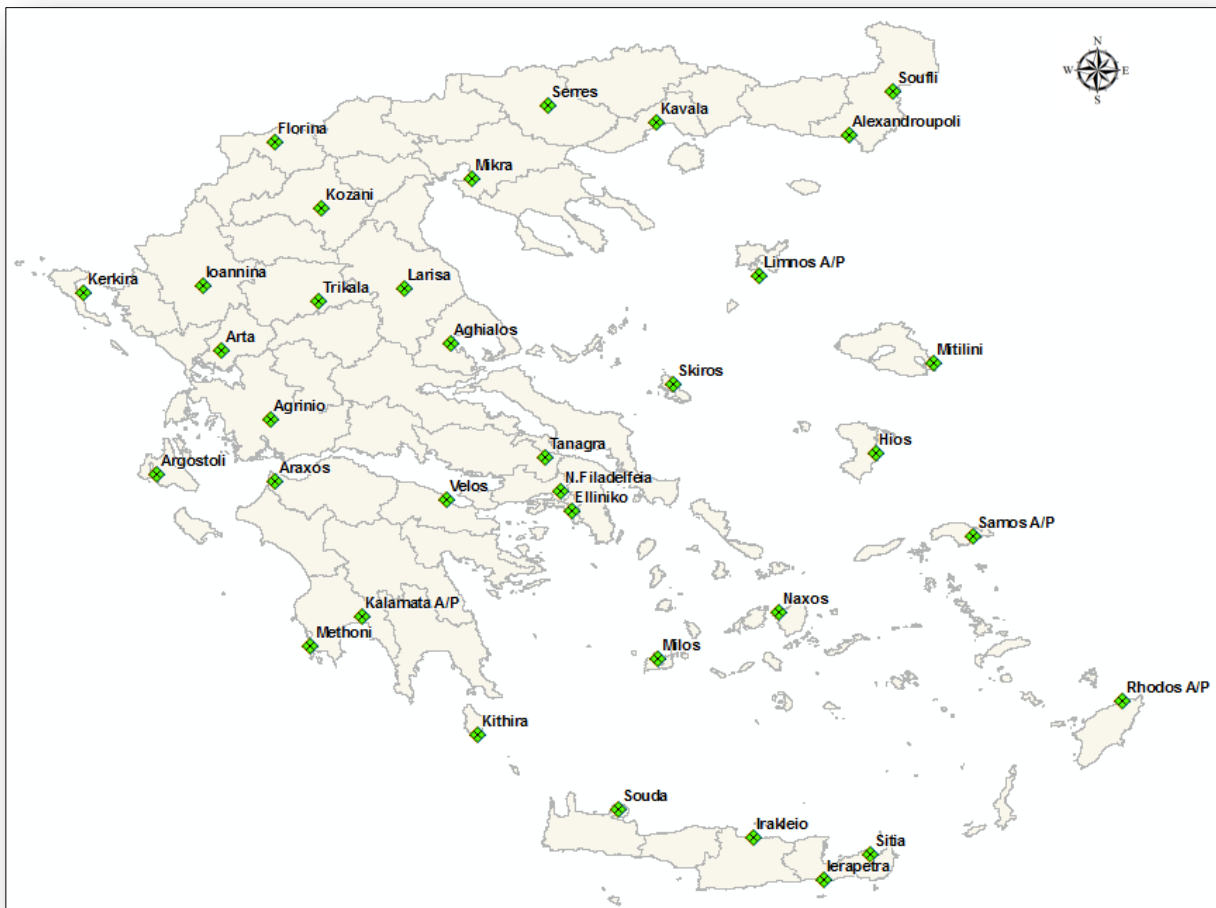 N
W E
S
Soufli
Serres
Kavala
Alexandroupoli
Florina
Mikra
Kozani
Limnos A/P
Ioannina
Kerkira
Larisa
Trikala
Aghialos
Arta
Mitilini
Skiros
Agrinio
Hios
Tanagra
Argostoli
Araxos
N.Filadelfeia
Velos
Elliniko
Samos A/P
Naxos
Kalamata A/P
Methoni
Milos
Rhodos A/P
Kithira
Souda
Irakleio
Sitia
Ierapetra